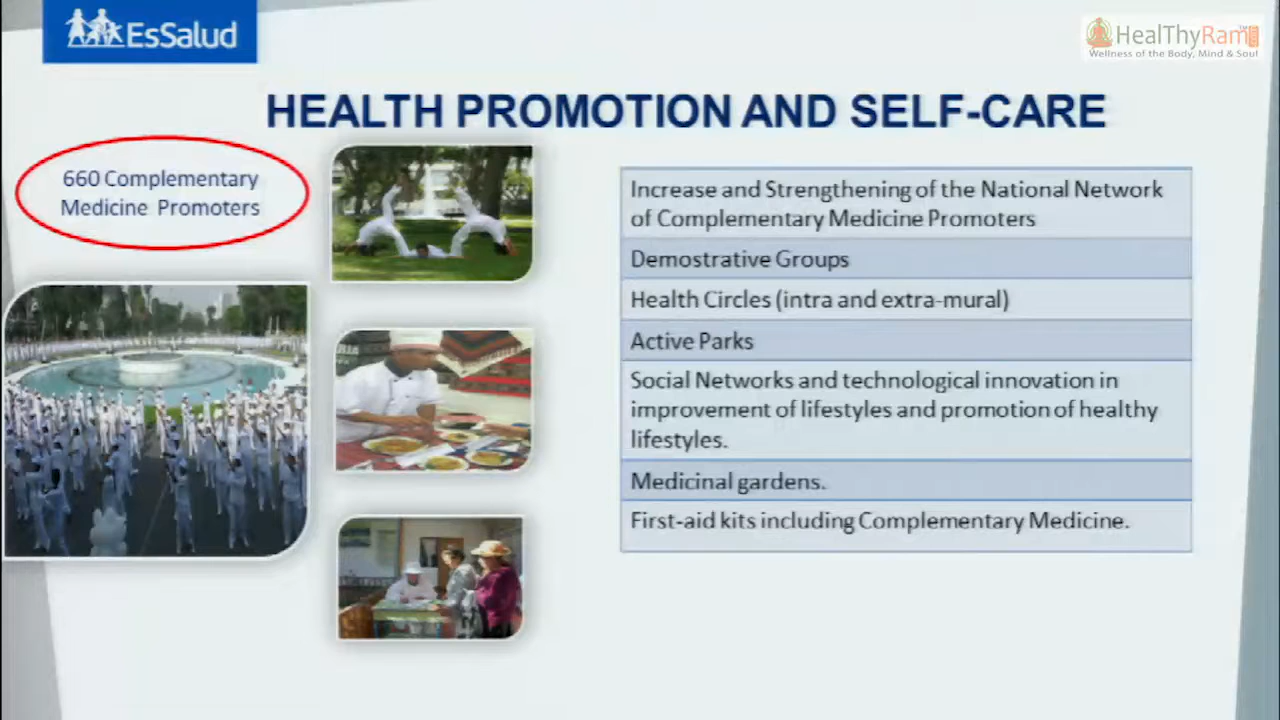 EsSalud
HealThyRam
Wellness of the Body, Mind & Soul
HEALTH PROMOTION AND SELF-CARE
660 Complementary
Medicine Promoters
Increase and Strengthening of the National Network
of Complementary Medicine Promoters
Demostrative Groups
Health Circles (intra and extra-mural)
Active Parks
Social Networks and technological innovation in
improvement of lifestyles and promotion of healthy
lifestyles.
Medicinal gardens.
First-aid kits including Complementary Medicine.